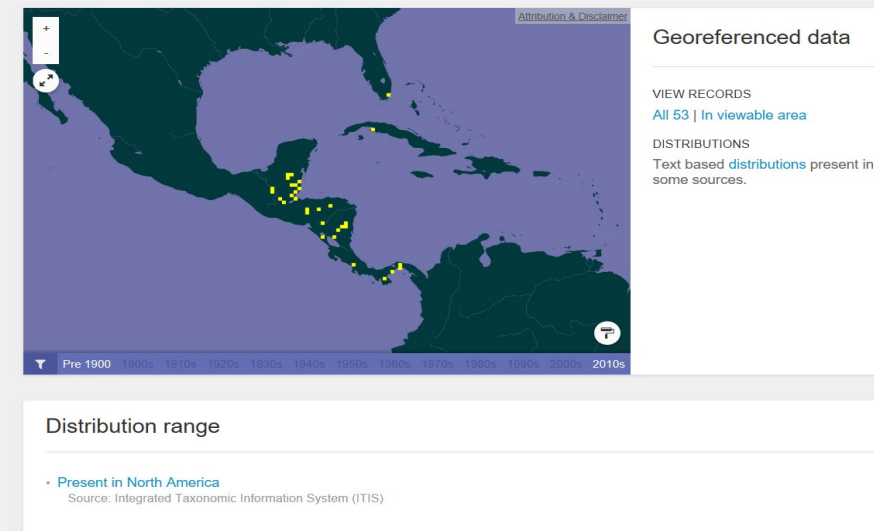 +
-
Attribution & Disclaimer
Pre 1900 1900s 1910s 1920s 1930s 1940s 1950s 1960s 1970s 1980s 1990s 2000s 2010s
Georeferenced data
VIEW RECORDS
All 53 | In viewable area
DISTRIBUTIONS
Text based distributions present in
some sources.
Distribution range
Present in North America
Source: Integrated Taxonomic Information System (ITIS)